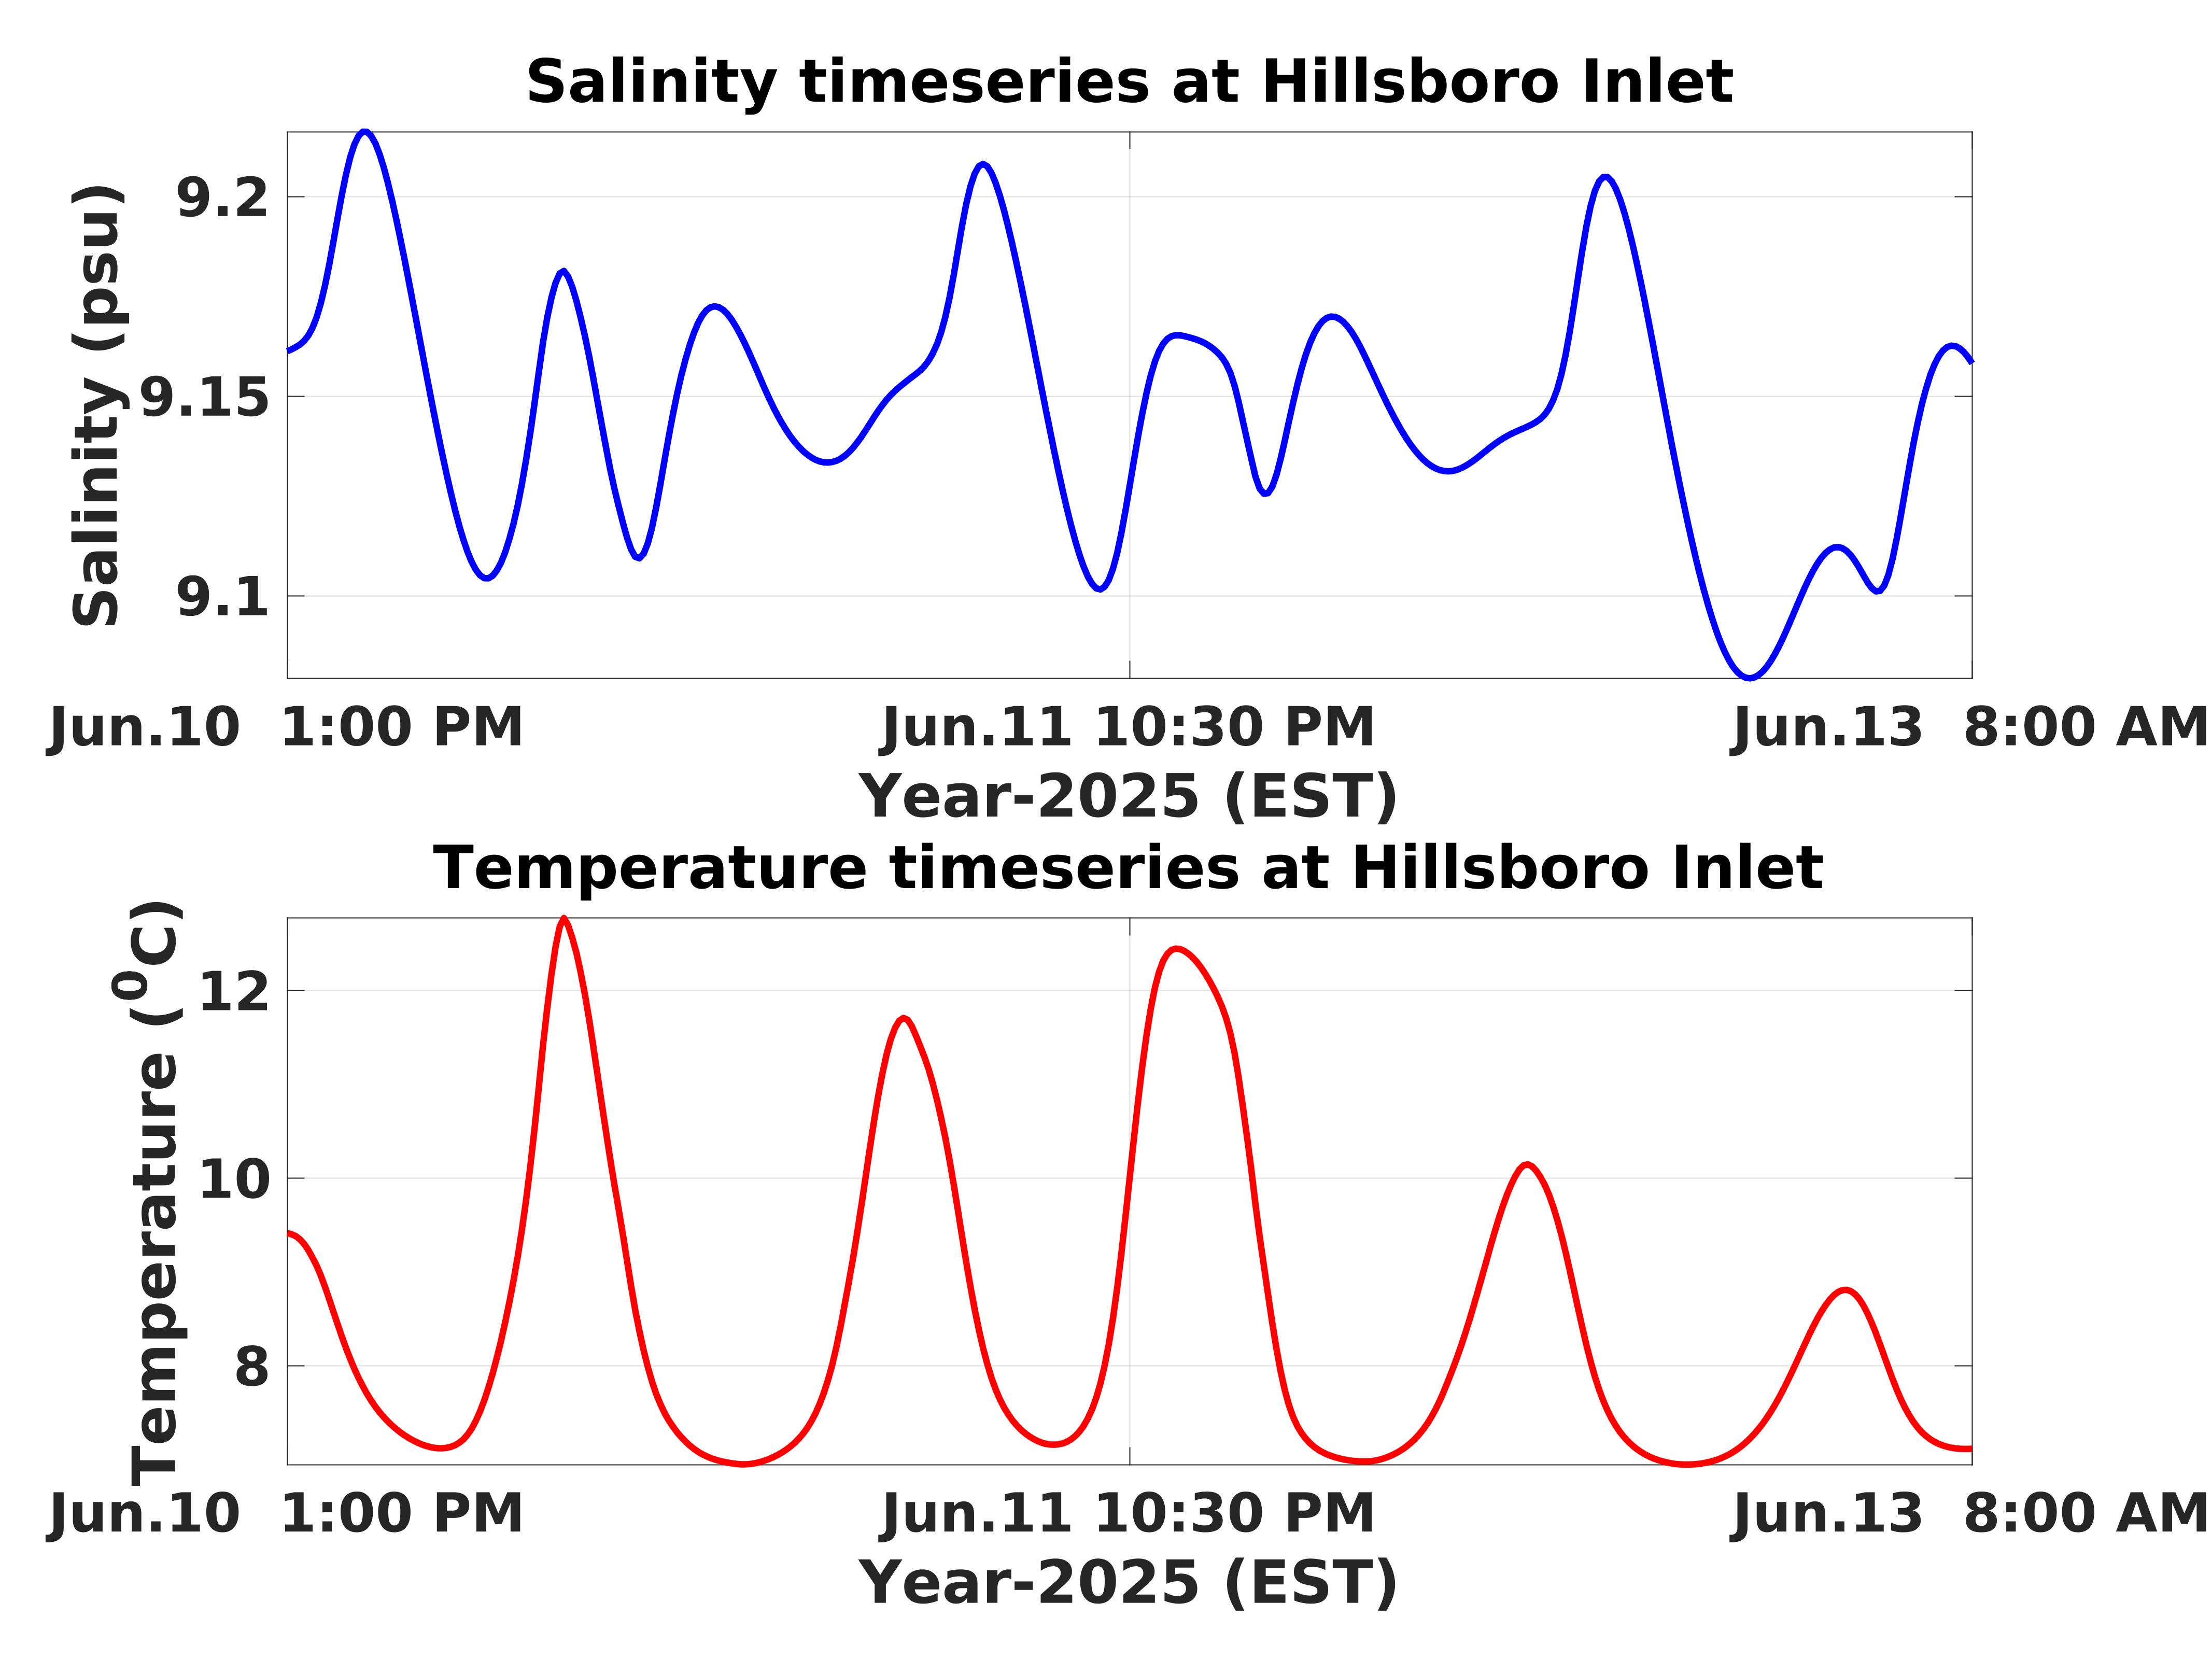 Salinity timeseries at Hillsboro Inlet
Salinity (psu)
9.2
9.15
9.1
Jun.10  1:00 PM
Jun.11 10:30 PM
Jun.13  8:00 AM
Year-2025 (EST)
Temperature timeseries at Hillsboro Inlet
Temperature (⁰C)
12
10
8
Jun.10  1:00 PM
Jun.11 10:30 PM
Jun.13  8:00 AM
Year-2025 (EST)